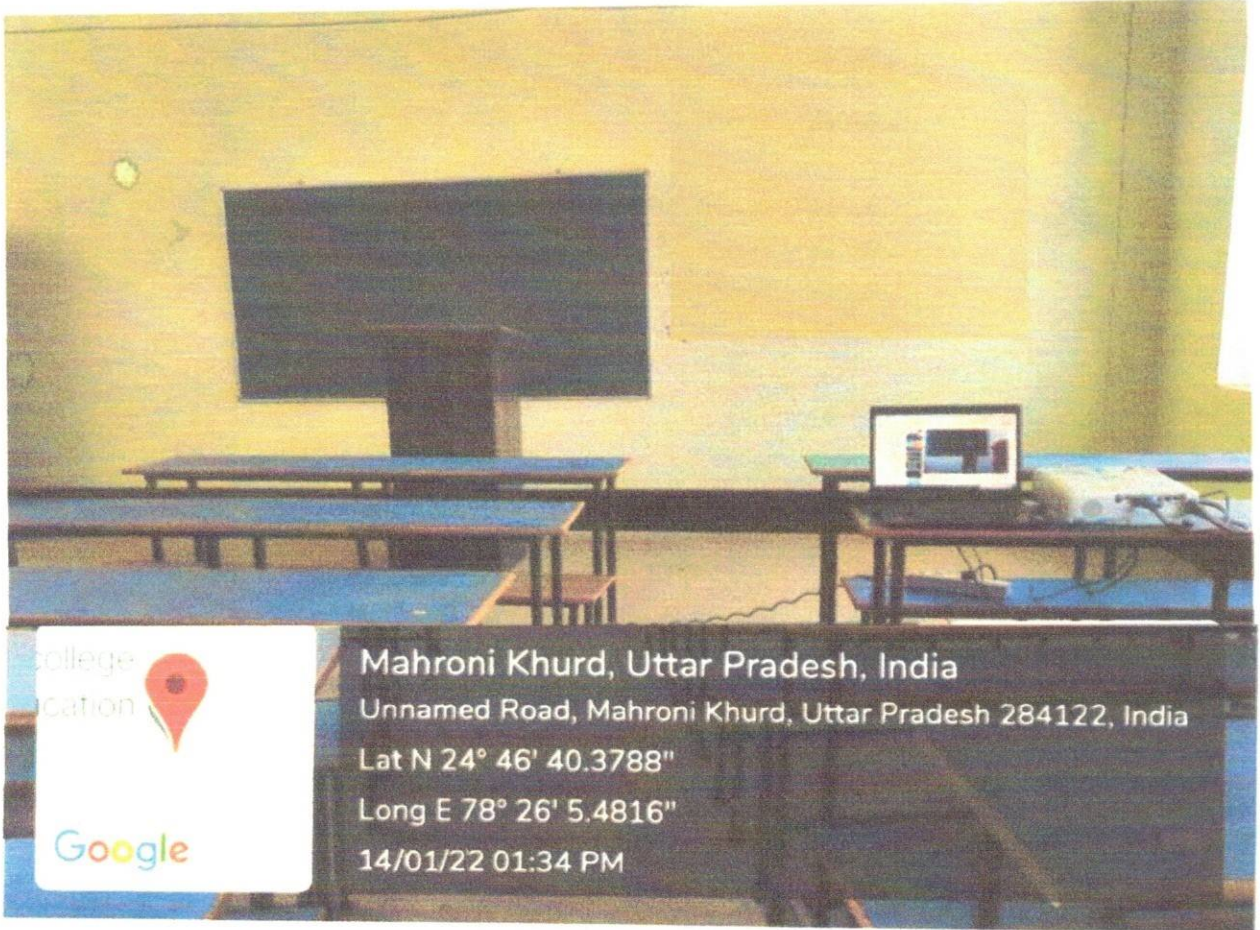 college
Mahroni Khurd, Uttar Pradesh, India
Unnamed Road, Mahroni Khurd, Uttar Pradesh 284122, India
Lat N 24° 46' 40.3788"
Long E 78° 26' 5.4816"
14/01/22 01:34 PM
Google